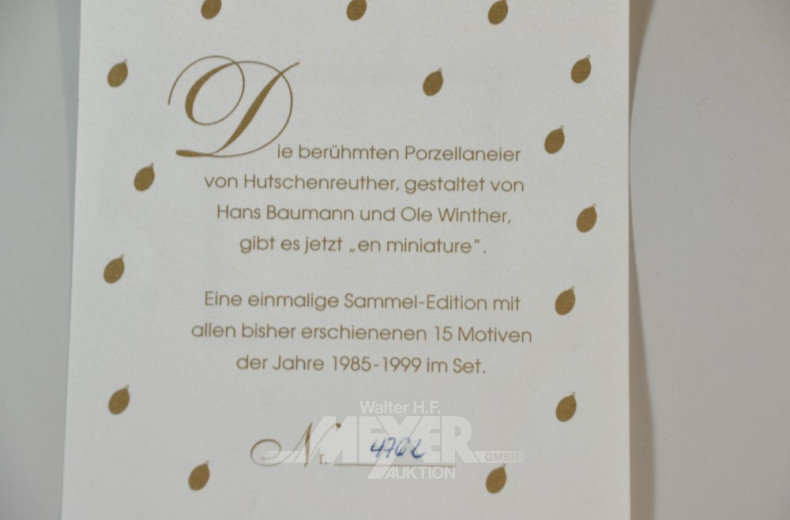 Die berühmten Porzellaneier
von Hutschenreuther, gestaltet von
Hans Baumann und Ole Winther,
gibt es jetzt „en miniature“.
Eine einmalige Sammel-Edition mit
allen bisher erschienenen 15 Motiven
der Jahre 1985-1999 im Set.
Walter H.F.
MEYER GMBH
AUKTION
Nr. 4762